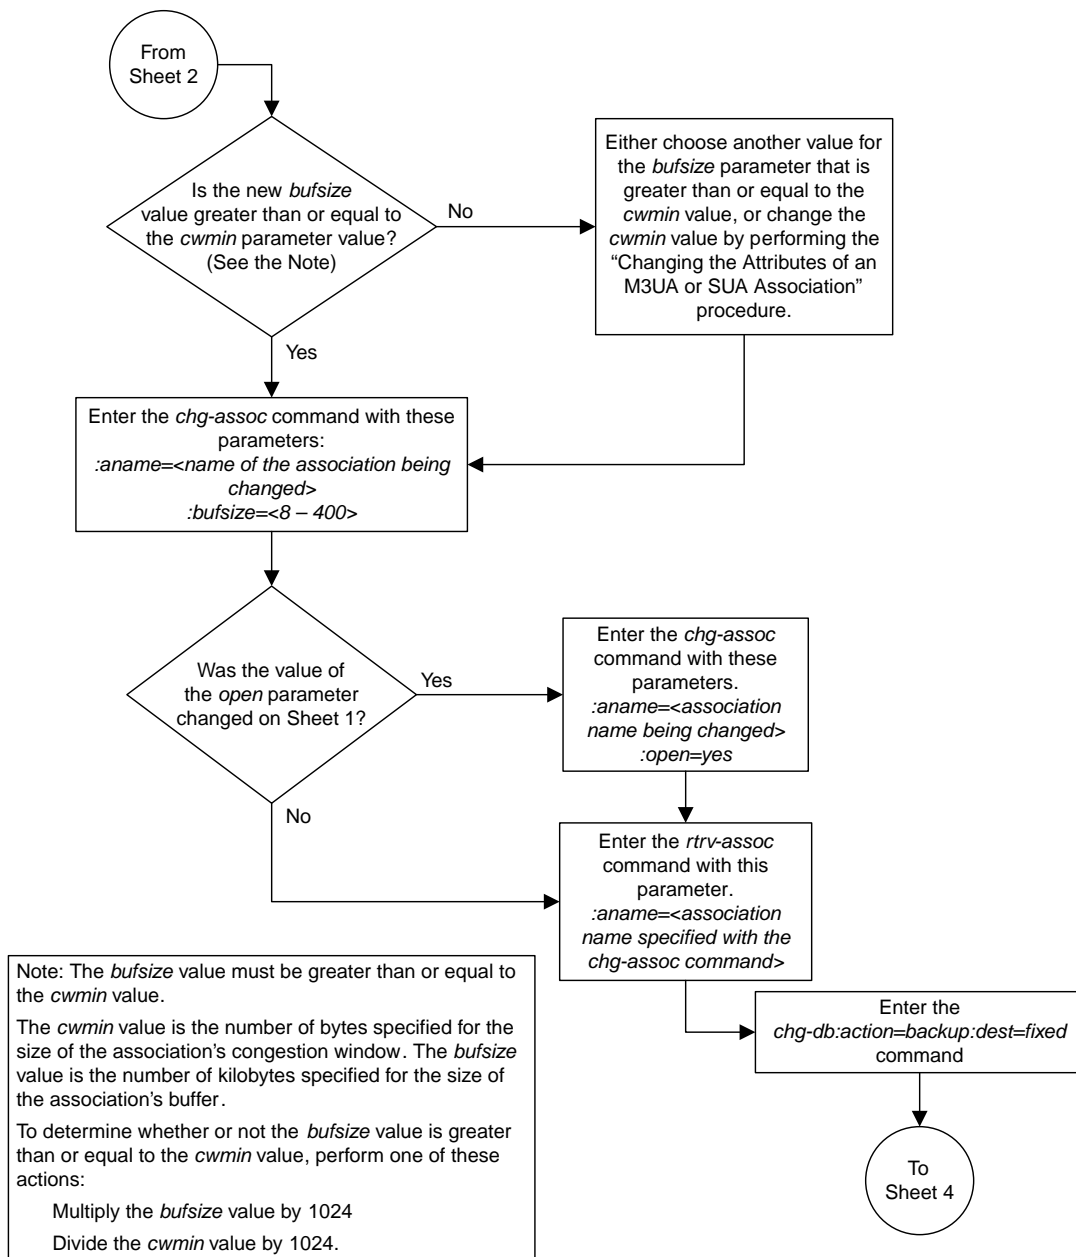 From
Sheet 2
Is the new bufsize
value greater than or equal to
the cwmin parameter value?
(See the Note)
No
Either choose another value for
the bufsize parameter that is
greater than or equal to the
cwmin value, or change the
cwmin value by performing the
“Changing the Attributes of an
M3UA or SUA Association”
procedure.
Yes
Enter the chg-assoc command with these
parameters:
:aname=<name of the association being
changed>
:bufsize=<8 – 400>
Was the value of
the open parameter
changed on Sheet 1?
Yes
Enter the chg-assoc
command with these
parameters.
:aname=<association
name being changed>
:open=yes
No
Enter the rtrv-assoc
command with this
parameter.
:aname=<association
name specified with the
chg-assoc command>
Enter the
chg-db:action=backup:dest=fixed
command
To
Sheet 4
Note: The bufsize value must be greater than or equal to
the cwmin value.
The cwmin value is the number of bytes specified for the
size of the association’s congestion window. The bufsize
value is the number of kilobytes specified for the size of
the association’s buffer.
To determine whether or not the bufsize value is greater
than or equal to the cwmin value, perform one of these
actions:
Multiply the bufsize value by 1024
Divide the cwmin value by 1024.